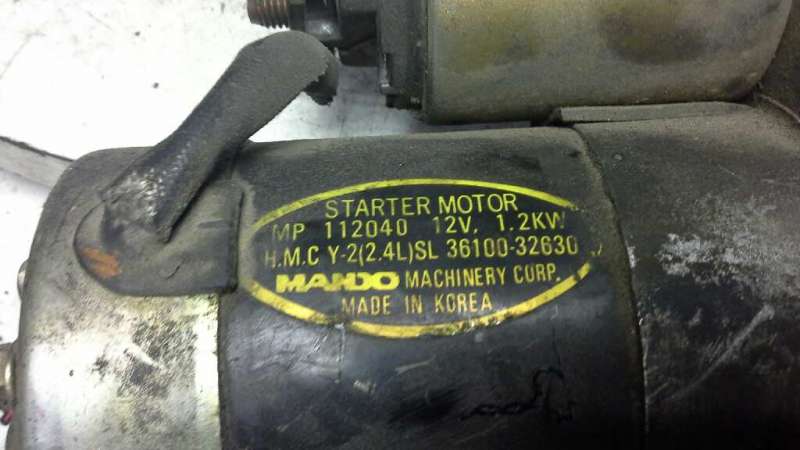 STARTER MOTOR
MP 112040 12V. 1.2KW
H.M.C Y-2(2.4L)SL 36100-32630
MANDO MACHINERY CORP.
MADE IN KOREA